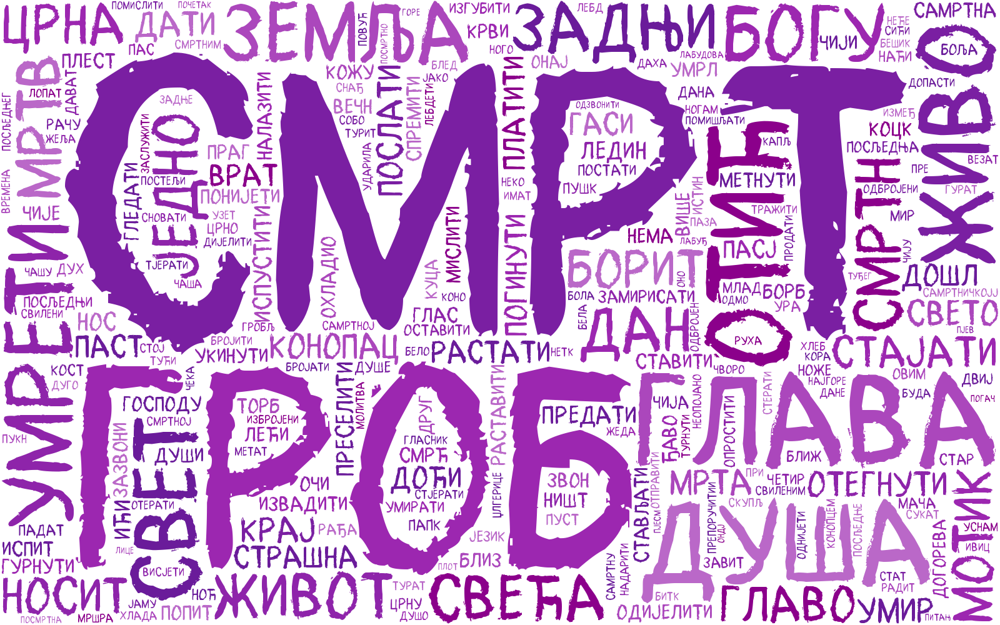 ЦРНА
ДАТИ
ПОМИСЛИТИ
ПОЧЕТАК
ЗЕМЉА
ПОВУЋ
ГОРЕ
ПОСМРТНО
ИЗГУБИТИ
КРВИ
НОГО
ЗАДЊИ
ЛЕБД
БОГУ
ЧИЈИ
НЕЋЕ
СИЋИ
БЕШИК
НАЋИ
САМРТНА
БОЉА
ПАС
СМРТНИМ
ПЛЕСТ
МРТВ
ЛОПАТ
ДАВАТ
РАЧУ
ЖЕЉА
ПОСЉЕДЊЕГ
ВРЕМЕНА
ЧИЈЕ
СМРТ
ЗАДЊЕ
ЗАСЛУЖИТИ
ЈЕДНО
ГЛЕДАТИ
ПОСТЕЉИ
СНОВАТИ
ТЈЕРАТИ
ЧАША
ПРАГ
ВРАТ
ПОНИЈЕТИ
УЗЕТ
ЦРНО
ДИЈЕЛИТИ
НАЛАЗИТИ
ИСПУСТИТИ
КОЖУ
СНАЂ
ВЕЧН
СОБО
ТУРИТ
УДАРИЛА
ПОСЛАТИ
СПРЕМИТИ
БЛЕД
ЈАКО
ЛЕБДЕТИ
ОХЛАДИО
КУЦА
МИСЛИТИ
КОНО
ПЛАТИТИ
НЕКО
ИМАТ
ПОГИНУТИ
ОНАЈ
ДАХА
ЛАБУДОВА
УМРЛ
ДАНА
НОГАМ
ПОМИШЉАТИ
ОДЗВОНИТИ
ГАСИ
ЛЕДИН
ПОСТАТИ
ПУШК
ВИШЕ
ИСТИН
ПАЗА
НЕМА
ЛАБУЂ
БОРИТ
ОНО
БОЛА
ЗАМИРИСАТИ
ОТИЋ
КАПЉ
МЕТНУТИ
ТРАЖИТИ
ПАСЈ
ПРОДАТИ
МЛАД
ОДМО
БОРБ
УРА
РУХА
ДОПАСТИ
ИЗМЕЂ
КОЦК
ПОСЉЕДЊА
ПРЕ
ВЕЗАТ
ОДБРОЈЕНИ
ГУРАТ
МИР
СМРТН
ЧИЈУ
ТУЂЕГ
ЖИВО
ДОШЛ
САМРТНИЧКОЈ
СВЕТО
ПЈЕВ
УМРЕТИ
ЧАШУ
ДУХ
ПОСЉЕДЊИ
СВИЛЕНИ
НОС
ПАСТ
СТОЈ
ТУЂИ
БРОЈИТИ
ГРОБЉ
УКИНУТИ
КОНОПАЦ
САМРТНОЈ
БРОЈАТИ
ГЛАС
ОСТАВИТИ
БЕЛО
РАСТАТИ
НЕТК
БЕЛА
ДАН
ОДБРОЈЕН
СТАВИТИ
ЧВОРО
ХЛЕБ
КОРА
НОЖЕ
НАЈГОРЕ
ДАНЕ
СТАЈАТИ
ОВИМ
БУДА
ДВИЈ
ПОГАЧ
КОСТ
ДУГО
ГОСПОДУ
СМРТНОЈ
ЧЕКА
ПУКН
ЗАЗВОНИ
СВЕТ
ДУШИ
ОТЕРАТИ
ИЋИ
ЛИЦЕ
ВИСЈЕТИ
ГРОБ
ТОРБ
ИЗБРОЈЕНИ
ЛЕЋИ
МЕТАТ
ОЧИ
ИЗВАДИТИ
КРАЈ
РАЂА
СТРАШНА
ПРЕСЕЛИТИ
МОЛИТВА
ДУШЕ
ДРУГ
ГЛАСНИК
СМРЋ
ДОЋИ
СТЈЕРАТИ
УМИРАТИ
ПАПК
РАСТАВИТИ
ЦЛГЕРИЦЕ
ЈЕЗИК
ПЛОТ
БЛИЗ
ПРЕДАТИ
ЖЕДА
ЗВОН
НИШТ
ПУСТ
ГЛАВА
ЧИЈА
ЂАВО
ТУРНУТИ
НЕОПОЈАНО
ОПРОСТИТИ
СТЕРАТИ
БЛИЖ
СТАР
СТАВЉАТИ
ОТПРАВИТИ
ПЈЕСМ
МРТА
ПРИ
ЧЕТИР
СВИЛЕНИМ
ОТЕГНУТИ
ДУША
ПРЕПОРУЧИТИ
ОНДЈ
СКУПЉ
ЗАВИТ
ОДНИЈЕТИ
КОНОПЦЕМ
ПОСЉЕДЊЕ
МАЧА
СУКАТ
СТАТ
РАДИТ
ДОГОРЕВА
МОТИК
УСНАМ
ИВИЦ
ПАДАТ
ИСПИТ
ГУРНУТИ
НОСИТ
ПОСМРТНА
МРШРА
ЈАМУ
ХЛАДА
НОЋ
ПОПИТ
ЖИВОТ
ТУРАТ
ЦРНУ
ДУШО
СВЕЋА
САМРТНУ
НАДАРИТИ
БИТК
ОДИЈЕЛИТИ
ГЛАВО
УМИР
ПИТАЊ